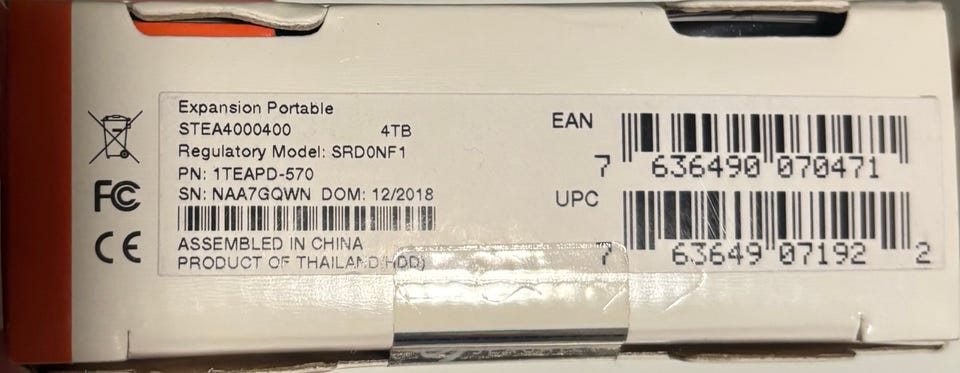 Expansion Portable
STEA4000400 4TB
Regulatory Model: SRD0NF1
PN: 1TEAPD-570
SN: NAA7GQWN DOM: 12/2018
ASSEMBLED IN CHINA
PRODUCT OF THAILAND(HDD)
FC
CE
EAN
7 636490 070471
UPC
7 63649 07192 2